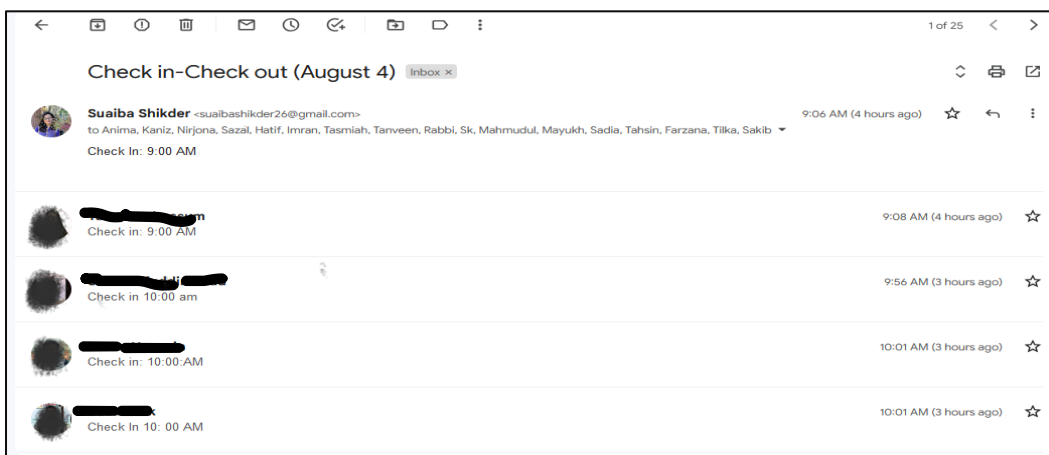 1 of 25
Check in-Check out (August 4) Inbox ×
Suaiba Shikder <suaibashikder26@gmail.com> 9:06 AM (4 hours ago)
to Anima, Kaniz, Nirjona, Sazal, Hatif, Imran, Tasmiah, Tanveen, Rabbi, Sk, Mahmudul, Mayukh, Sadia, Tahsin, Farzana, Tilka, Sakib
Check In: 9:00 AM
9:08 AM (4 hours ago)
Check in: 9:00 AM
9:56 AM (3 hours ago)
Check in 10:00 am
10:01 AM (3 hours ago)
Check in: 10:00:AM
10:01 AM (3 hours ago)
Check In 10: 00 AM